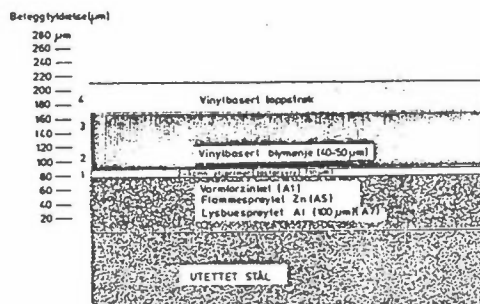 Beleggtykkelse(µm)
280 µm
260
240
220
200
180
160
140
120
100
80
60
40
20
4
3
2
1
Vinylbasert toppstrøk
Vinylbasert blymønje (40-50 µm)
Varmforzinket (A1)
Flammesprøytet Zn (A5)
Lysbuesprøytet Al (100 µm)(A7)
UTETTET STÅL